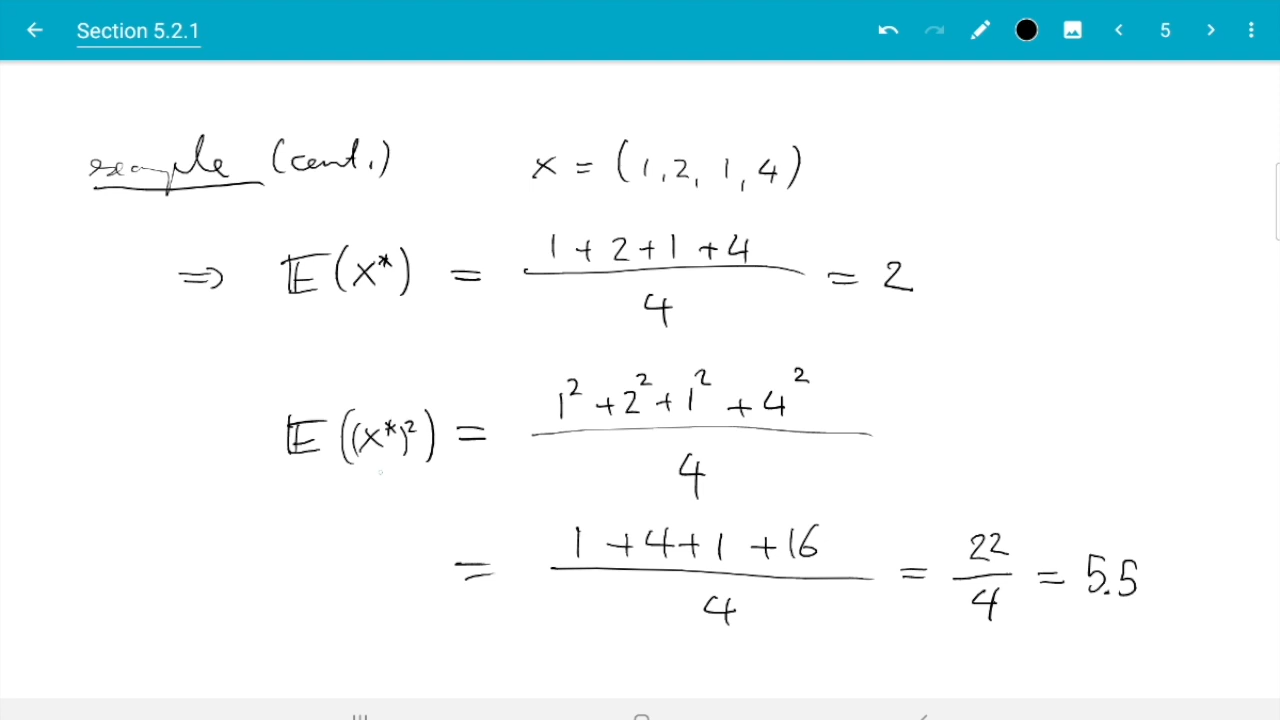 Section 5.2.1
5
example (cont.) x = (1, 2, 1, 4)
⇒ 𝔼(X*) = (1 + 2 + 1 + 4)/4 = 2
𝔼((X*)²) = (1² + 2² + 1² + 4²)/4
= (1 + 4 + 1 + 16)/4 = 22/4 = 5.5